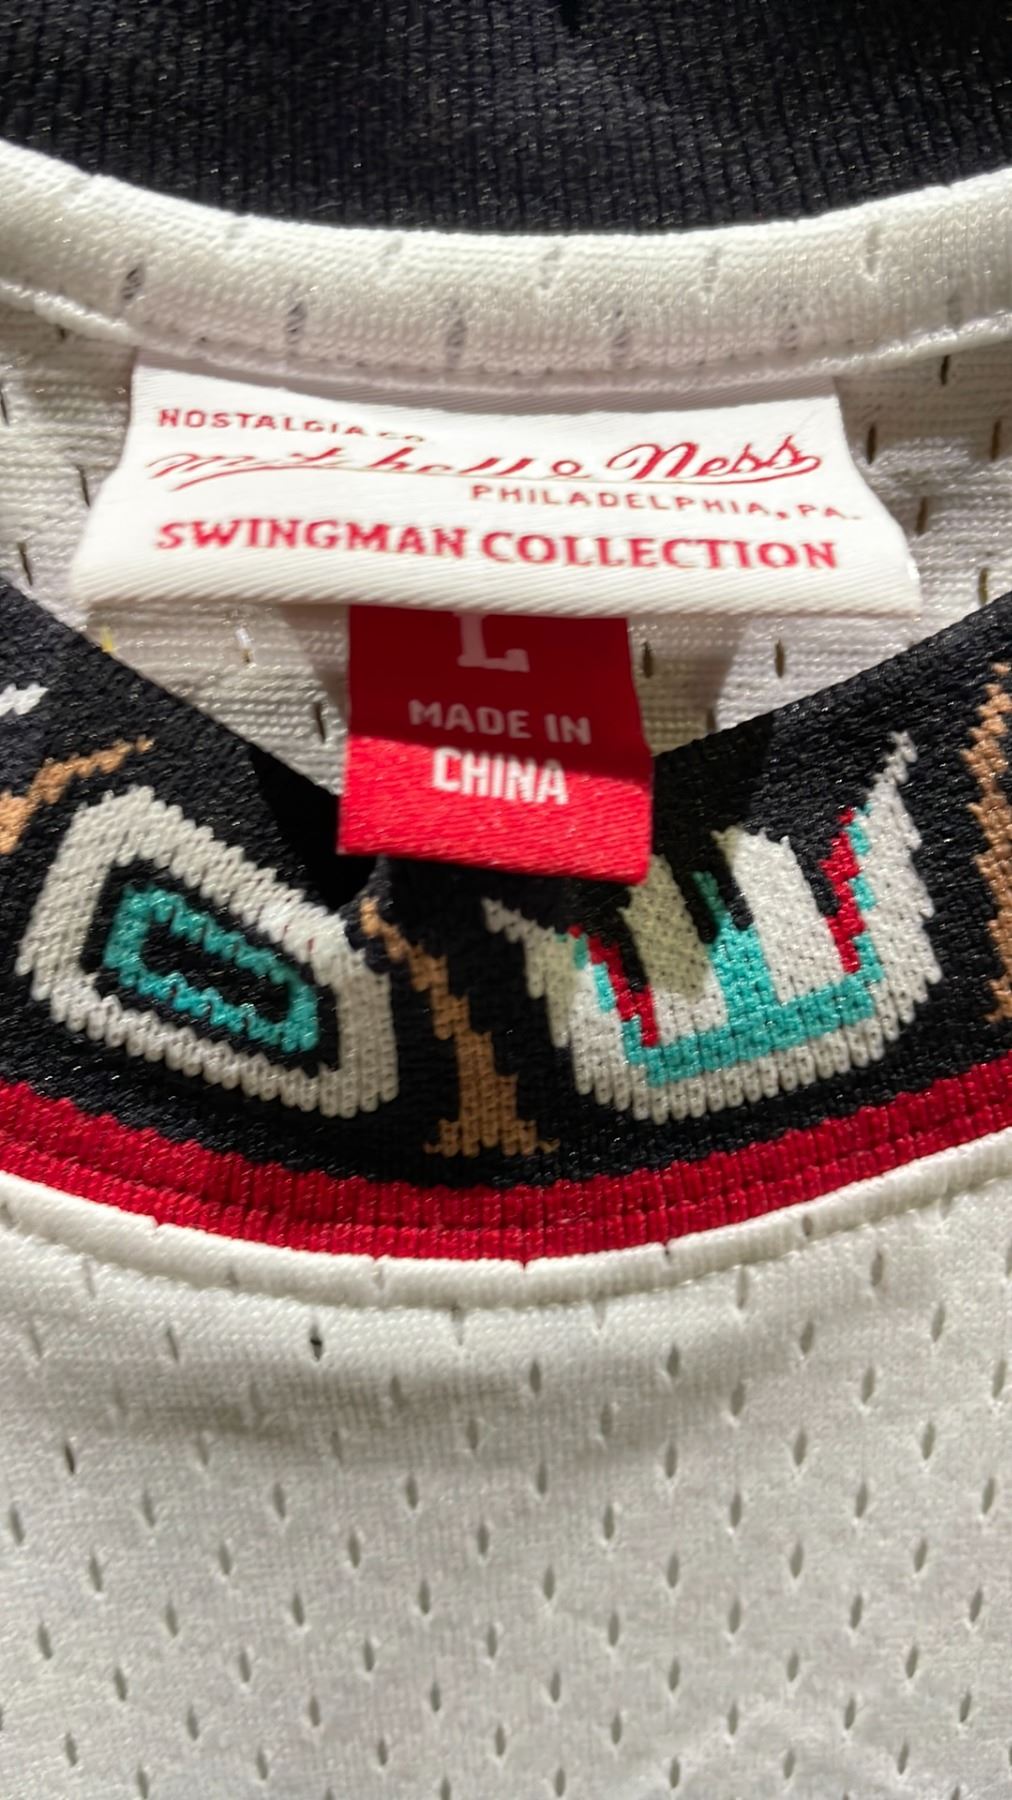 NOSTALGIA CO.
Mitchell & Ness
PHILADELPHIA, PA.
SWINGMAN COLLECTION
L
MADE IN
CHINA